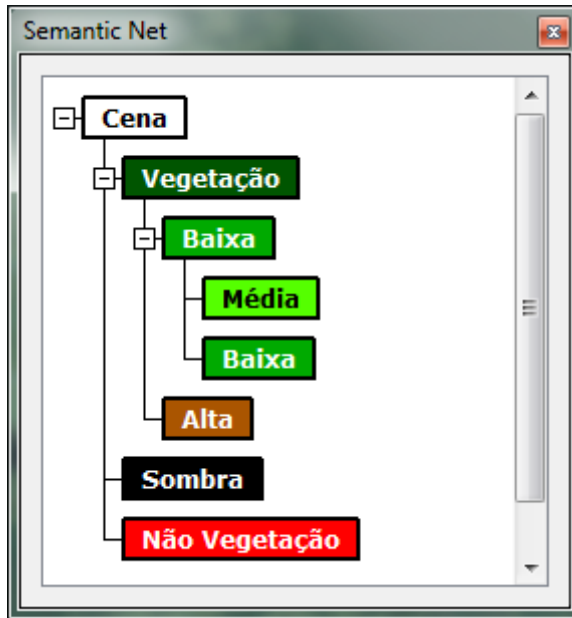 Semantic Net
Cena
Vegetação
Baixa
Média
Baixa
Alta
Sombra
Não Vegetação